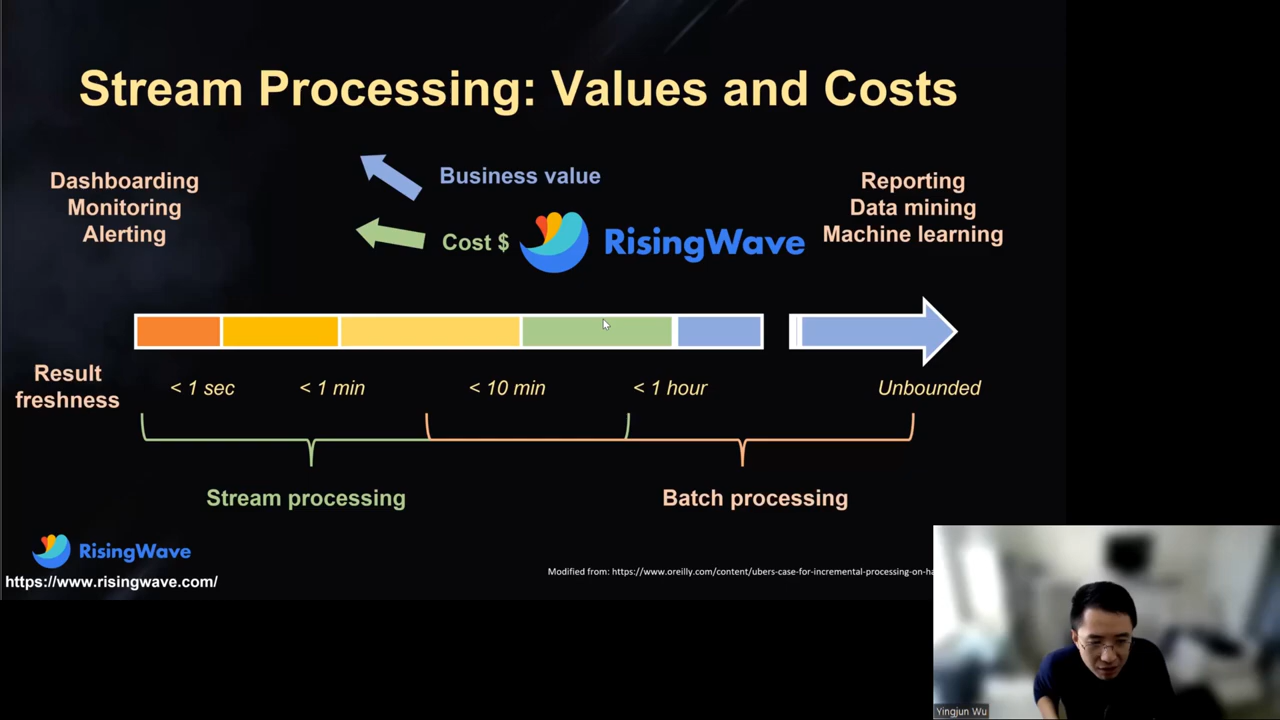 Stream Processing: Values and Costs
Dashboarding
Monitoring
Alerting
Business value
Cost $
RisingWave
Reporting
Data mining
Machine learning
Result
freshness
< 1 sec
< 1 min
< 10 min
< 1 hour
Unbounded
Stream processing
Batch processing
RisingWave
https://www.risingwave.com/
Modified from: https://www.oreilly.com/content/ubers-case-for-incremental-processing-on-ha
Yingjun Wu